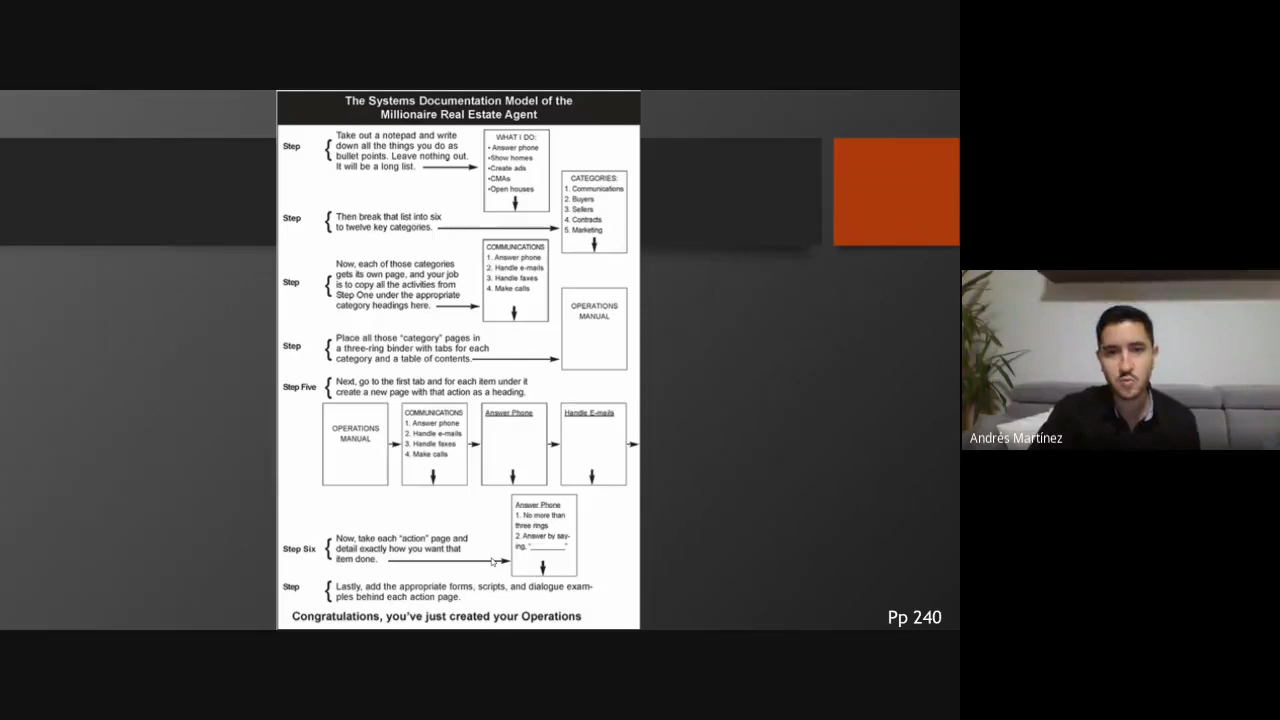 The Systems Documentation Model of the
Millionaire Real Estate Agent
Step
Take out a notepad and write
down all the things you do as
bullet points. Leave nothing out.
It will be a long list.
WHAT I DO:
•Answer phone
•Show homes
•Create ads
•CMAs
•Open houses
Step
Then break that list into six
to twelve key categories.
CATEGORIES:
1. Communications
2. Buyers
3. Sellers
4. Contracts
5. Marketing
Step
Now, each of those categories
gets its own page, and your job
is to copy all the activities from
Step One under the appropriate
category headings here.
COMMUNICATIONS
1. Answer phone
2. Handle e-mails
3. Handle faxes
4. Make calls
Step
Place all those “category” pages in
a three-ring binder with tabs for each
category and a table of contents.
OPERATIONS
MANUAL
Step Five
Next, go to the first tab and for each item under it
create a new page with that action as a heading.
OPERATIONS
MANUAL
COMMUNICATIONS
1. Answer phone
2. Handle e-mails
3. Handle faxes
4. Make calls
Answer Phone
Handle E-mails
Step Six
Now, take each “action” page and
detail exactly how you want that
item done.
Answer Phone
1. No more than
three rings
2. Answer by say-
ing, “________”
Step
Lastly, add the appropriate forms, scripts, and dialogue exam-
ples behind each action page.
Congratulations, you’ve just created your Operations
Pp 240
Andrés Martínez